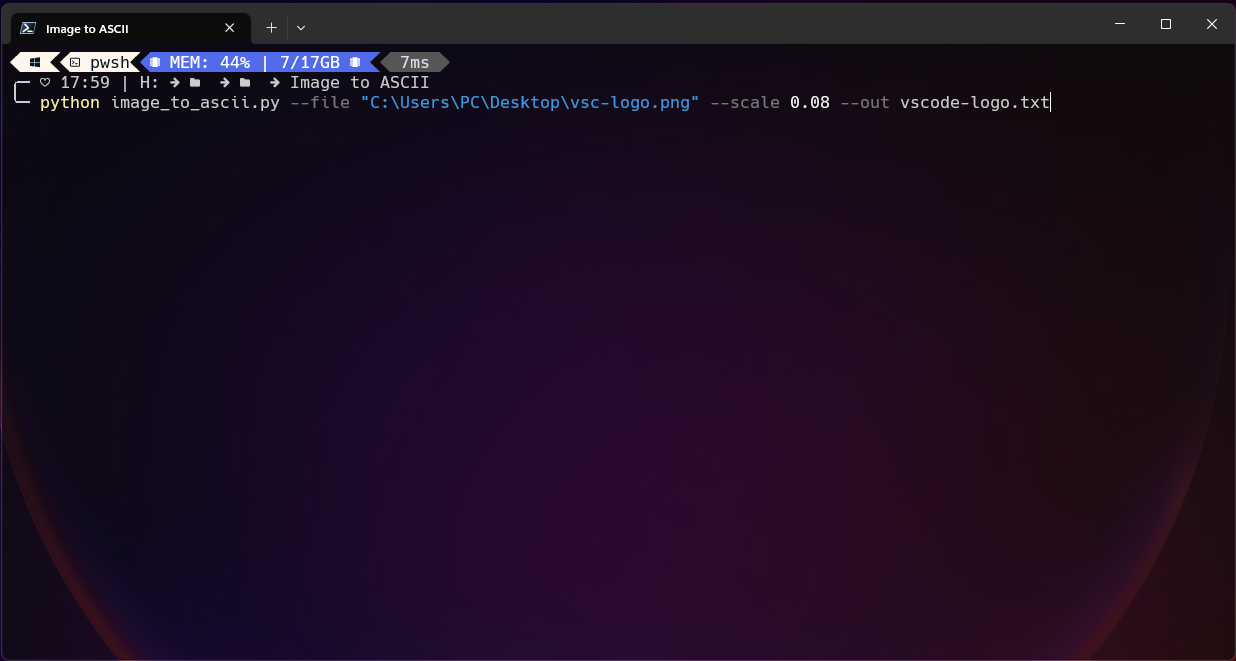 Image to ASCII
pwsh MEM: 44% | 7/17GB 7ms
17:59 | H: → → → Image to ASCII
python image_to_ascii.py --file "C:\Users\PC\Desktop\vsc-logo.png" --scale 0.08 --out vscode-logo.txt